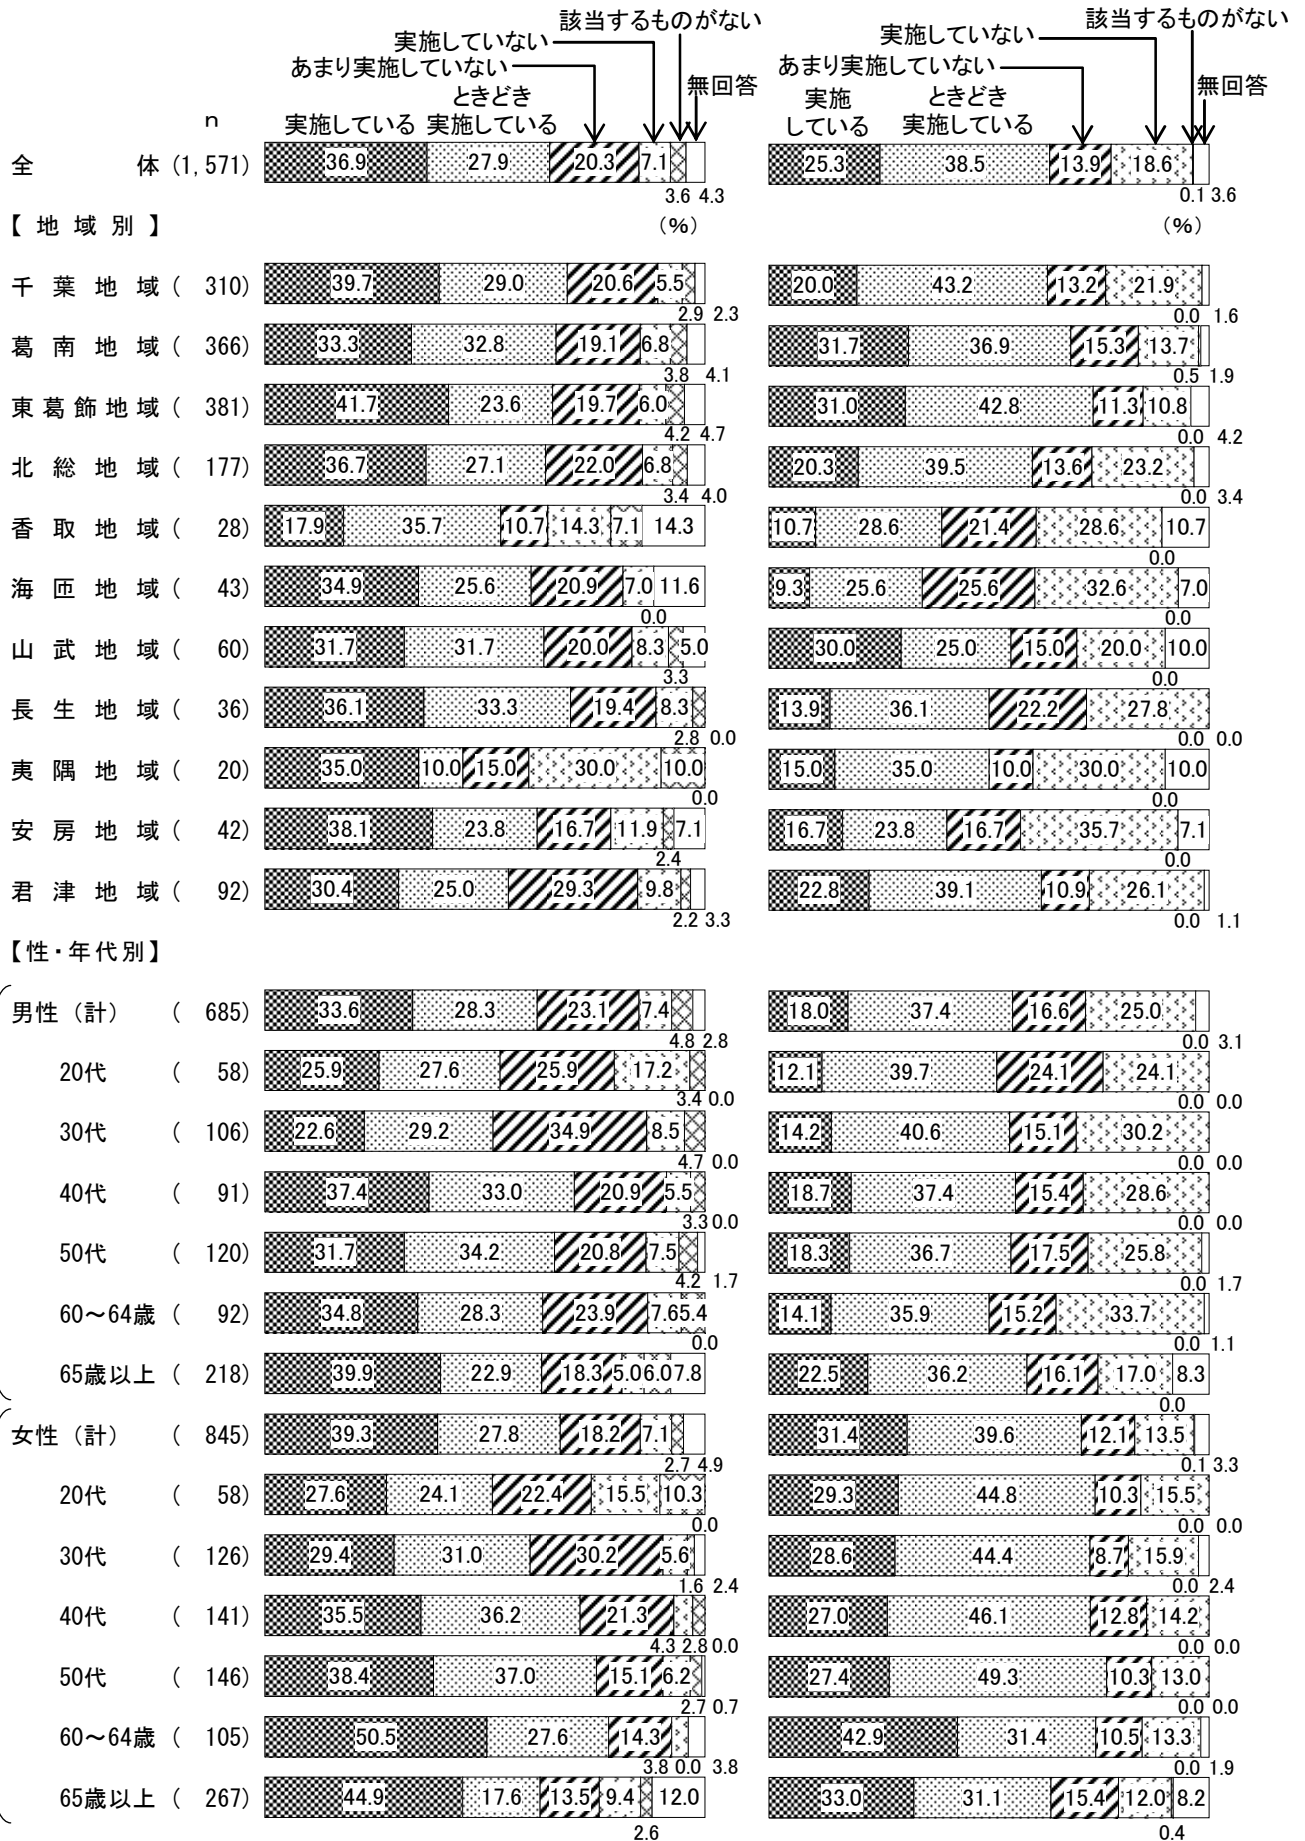 該当するものがない 該当するものがない
実施していない 実施していない
あまり実施していない あまり実施していない
ときどき 無回答 実施 ときどき 無回答
n 実施している 実施している している 実施している
全体 (1,571) 36.9 27.9 20.3 7.1 25.3 38.5 13.9 18.6
3.6 4.3 0.1 3.6
【地域別】 (%) (%)
千葉地域 ( 310) 39.7 29.0 20.6 5.5 20.0 43.2 13.2 21.9
2.9 2.3 0.0 1.6
葛南地域 ( 366) 33.3 32.8 19.1 6.8 31.7 36.9 15.3 13.7
3.8 4.1 0.5 1.9
東葛飾地域 ( 381) 41.7 23.6 19.7 6.0 31.0 42.8 11.3 10.8
4.2 4.7 0.0 4.2
北総地域 ( 177) 36.7 27.1 22.0 6.8 20.3 39.5 13.6 23.2
3.4 4.0 0.0 3.4
香取地域 ( 28) 17.9 35.7 10.7 14.3 7.1 14.3 10.7 28.6 21.4 28.6 10.7
0.0
海匝地域 ( 43) 34.9 25.6 20.9 7.0 11.6 9.3 25.6 25.6 32.6 7.0
0.0 0.0
山武地域 ( 60) 31.7 31.7 20.0 8.3 5.0 30.0 25.0 15.0 20.0 10.0
3.3 0.0
長生地域 ( 36) 36.1 33.3 19.4 8.3 13.9 36.1 22.2 27.8
2.8 0.0 0.0 0.0
夷隅地域 ( 20) 35.0 10.0 15.0 30.0 10.0 15.0 35.0 10.0 30.0 10.0
0.0 0.0
安房地域 ( 42) 38.1 23.8 16.7 11.9 7.1 16.7 23.8 16.7 35.7 7.1
2.4 0.0
君津地域 ( 92) 30.4 25.0 29.3 9.8 22.8 39.1 10.9 26.1
2.2 3.3 0.0 1.1
【性・年代別】
男性（計） ( 685) 33.6 28.3 23.1 7.4 18.0 37.4 16.6 25.0
4.8 2.8 0.0 3.1
20代 ( 58) 25.9 27.6 25.9 17.2 12.1 39.7 24.1 24.1
3.4 0.0 0.0 0.0
30代 ( 106) 22.6 29.2 34.9 8.5 14.2 40.6 15.1 30.2
4.7 0.0 0.0 0.0
40代 ( 91) 37.4 33.0 20.9 5.5 18.7 37.4 15.4 28.6
3.3 0.0 0.0 0.0
50代 ( 120) 31.7 34.2 20.8 7.5 18.3 36.7 17.5 25.8
4.2 1.7 0.0 1.7
60～64歳 ( 92) 34.8 28.3 23.9 7.6 5.4 14.1 35.9 15.2 33.7
0.0 0.0 1.1
65歳以上 ( 218) 39.9 22.9 18.3 5.0 6.0 7.8 22.5 36.2 16.1 17.0 8.3
0.0
女性（計） ( 845) 39.3 27.8 18.2 7.1 31.4 39.6 12.1 13.5
2.7 4.9 0.1 3.3
20代 ( 58) 27.6 24.1 22.4 15.5 10.3 29.3 44.8 10.3 15.5
0.0 0.0 0.0
30代 ( 126) 29.4 31.0 30.2 5.6 28.6 44.4 8.7 15.9
1.6 2.4 0.0 2.4
40代 ( 141) 35.5 36.2 21.3 27.0 46.1 12.8 14.2
4.3 2.8 0.0 0.0 0.0
50代 ( 146) 38.4 37.0 15.1 6.2 27.4 49.3 10.3 13.0
2.7 0.7 0.0 0.0
60～64歳 ( 105) 50.5 27.6 14.3 42.9 31.4 10.5 13.3
3.8 0.0 3.8 0.0 1.9
65歳以上 ( 267) 44.9 17.6 13.5 9.4 12.0 33.0 31.1 15.4 12.0 8.2
2.6 0.4